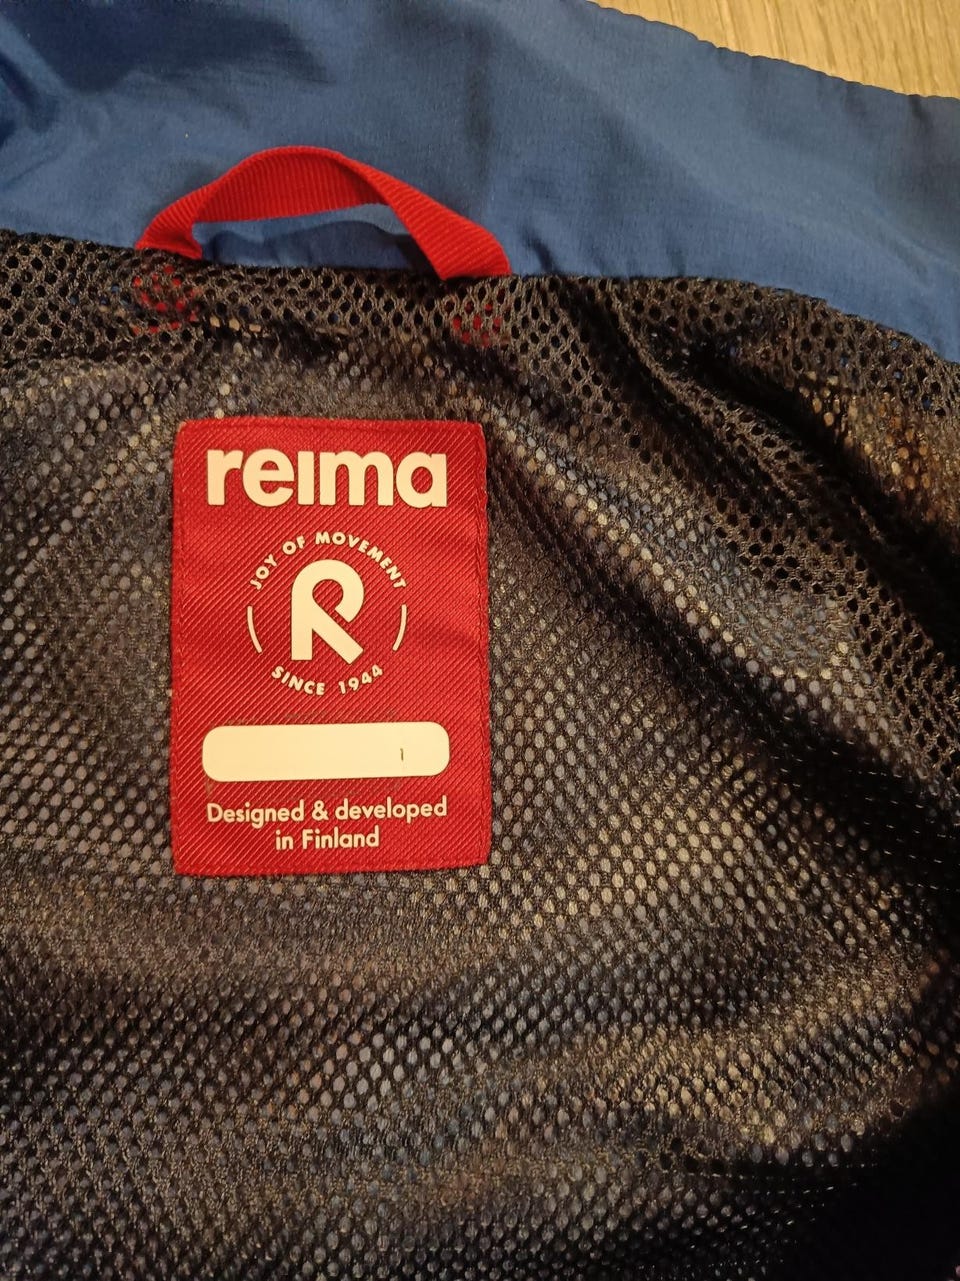 reima
JOY OF MOVEMENT
R
SINCE 1944
Designed & developed
in Finland